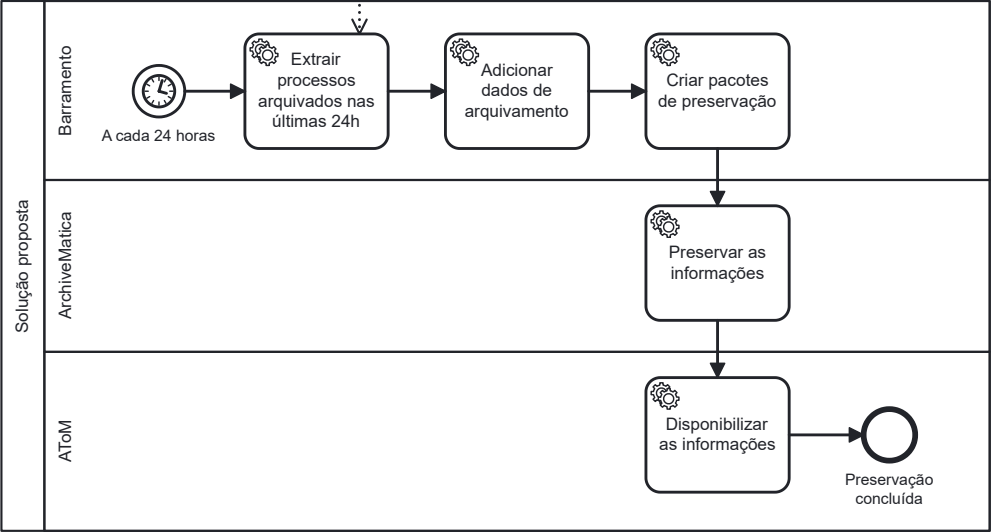 Solução proposta
Barramento
A cada 24 horas
Extrair
processos
arquivados nas
últimas 24h
Adicionar
dados de
arquivamento
Criar pacotes
de preservação
ArchiveMatica
Preservar as
informações
AToM
Disponibilizar
as informações
Preservação
concluída